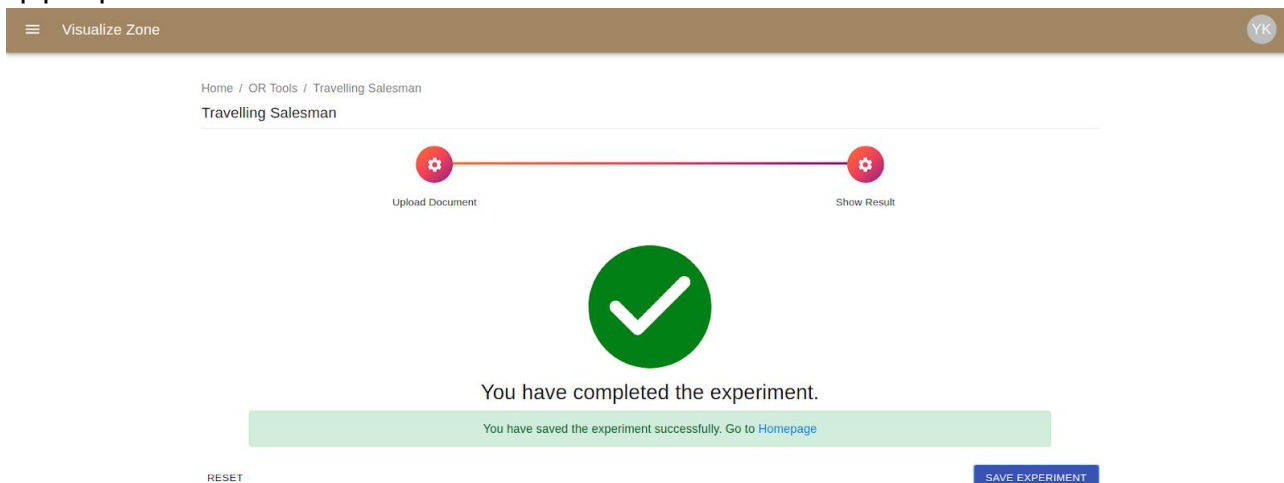 Visualize Zone
YK
Home / OR Tools / Travelling Salesman
Travelling Salesman
Upload Document
Show Result
You have completed the experiment.
You have saved the experiment successfully. Go to Homepage
RESET
SAVE EXPERIMENT